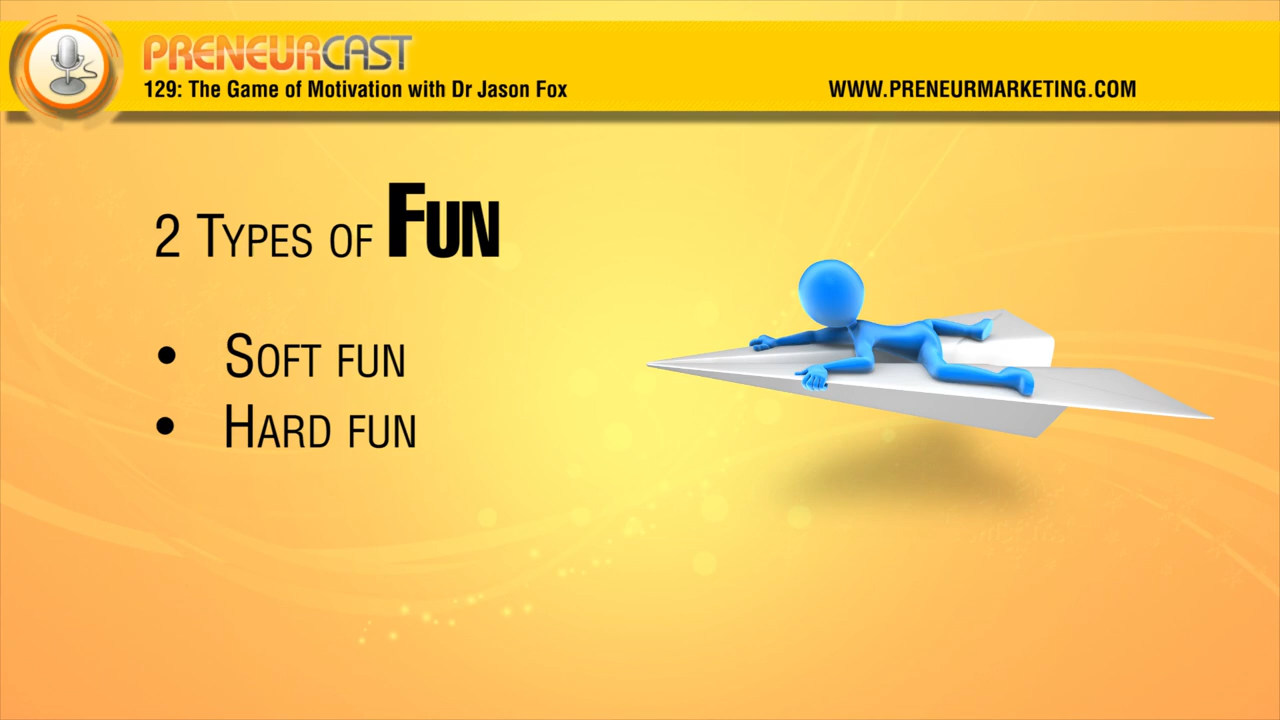 PRENEURCAST
129: The Game of Motivation with Dr Jason Fox
WWW.PRENEURMARKETING.COM
2 Types of Fun
• Soft fun
• Hard fun